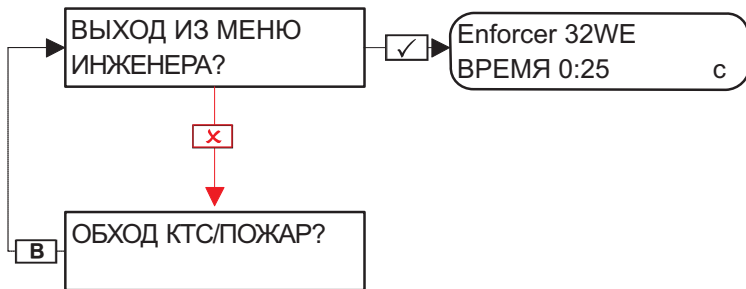 ВЫХОД ИЗ МЕНЮ
ИНЖЕНЕРА?
✓
Enforcer 32WE
ВРЕМЯ 0:25 с
x
ОБХОД КТС/ПОЖАР?
B